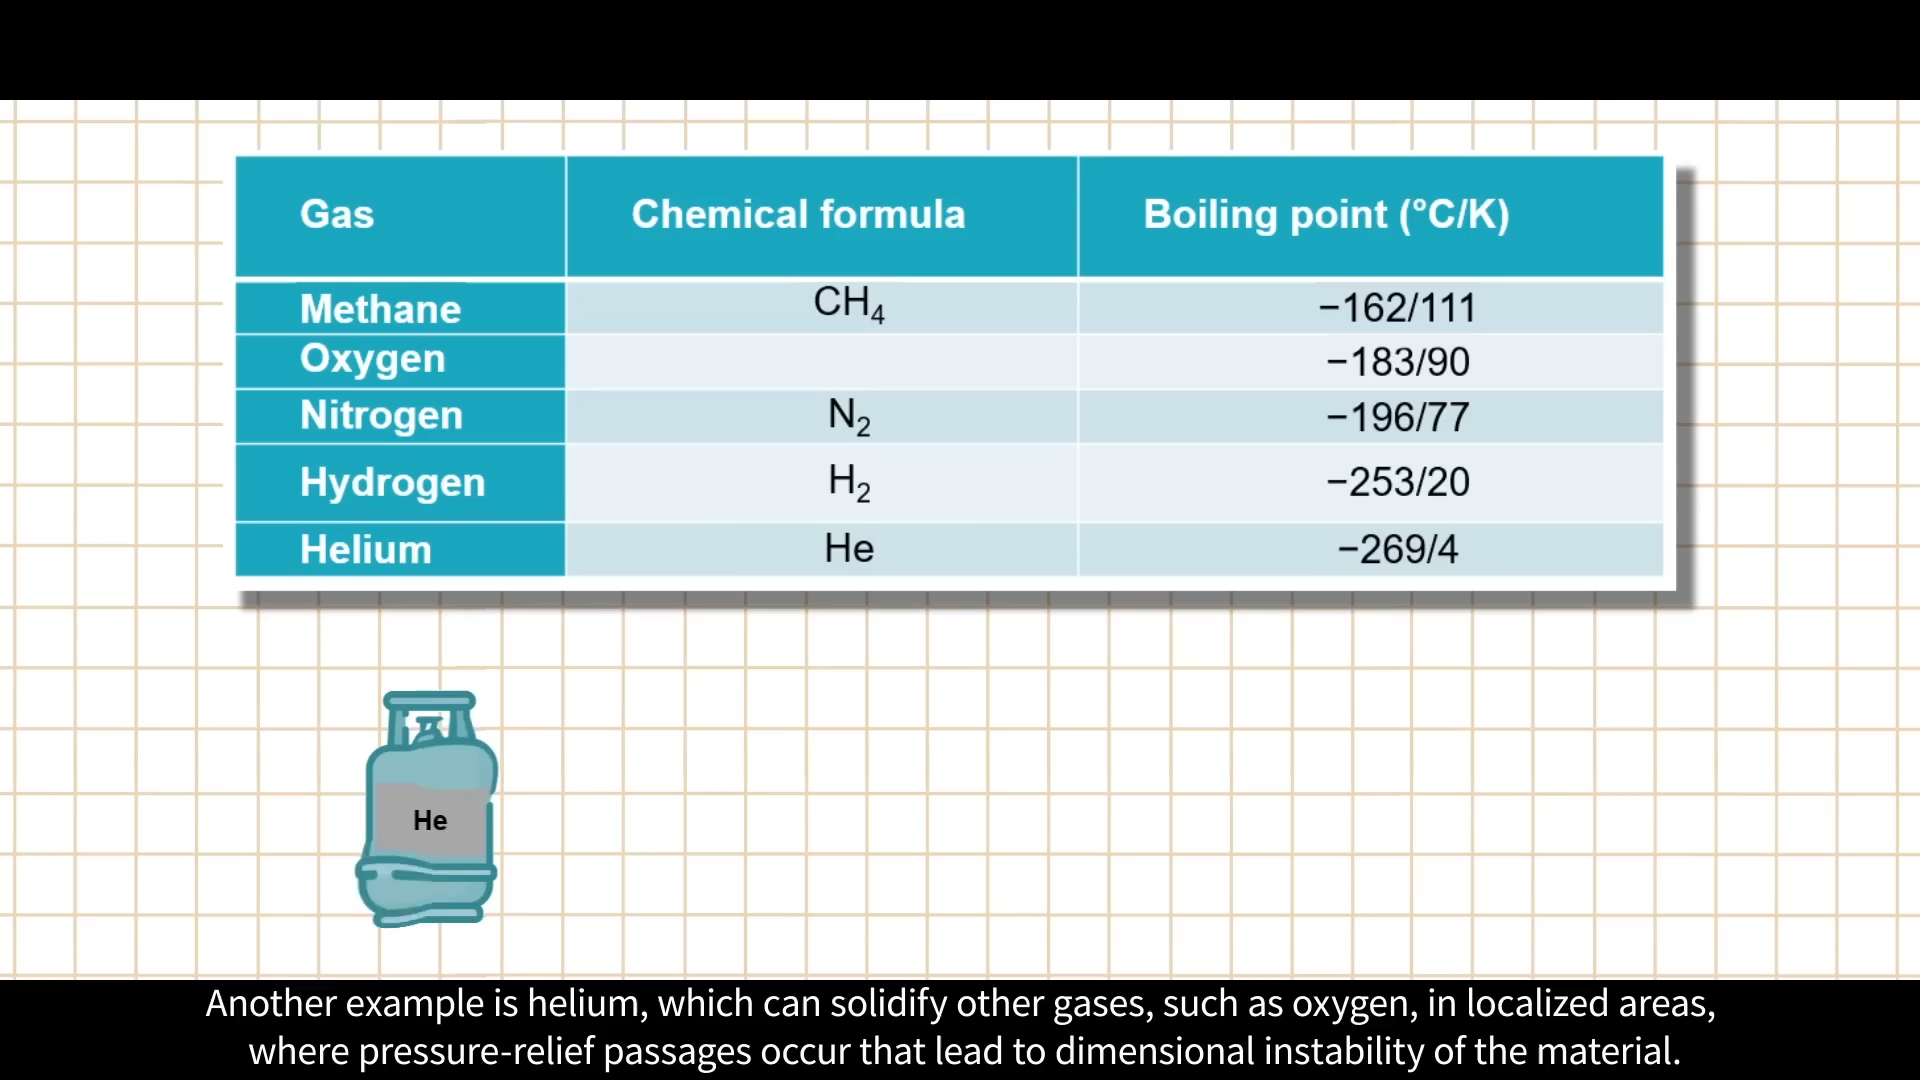 Gas Chemical formula Boiling point (°C/K)
Methane CH₄ −162/111
Oxygen −183/90
Nitrogen N₂ −196/77
Hydrogen H₂ −253/20
Helium He −269/4
He
Another example is helium, which can solidify other gases, such as oxygen, in localized areas,
where pressure-relief passages occur that lead to dimensional instability of the material.